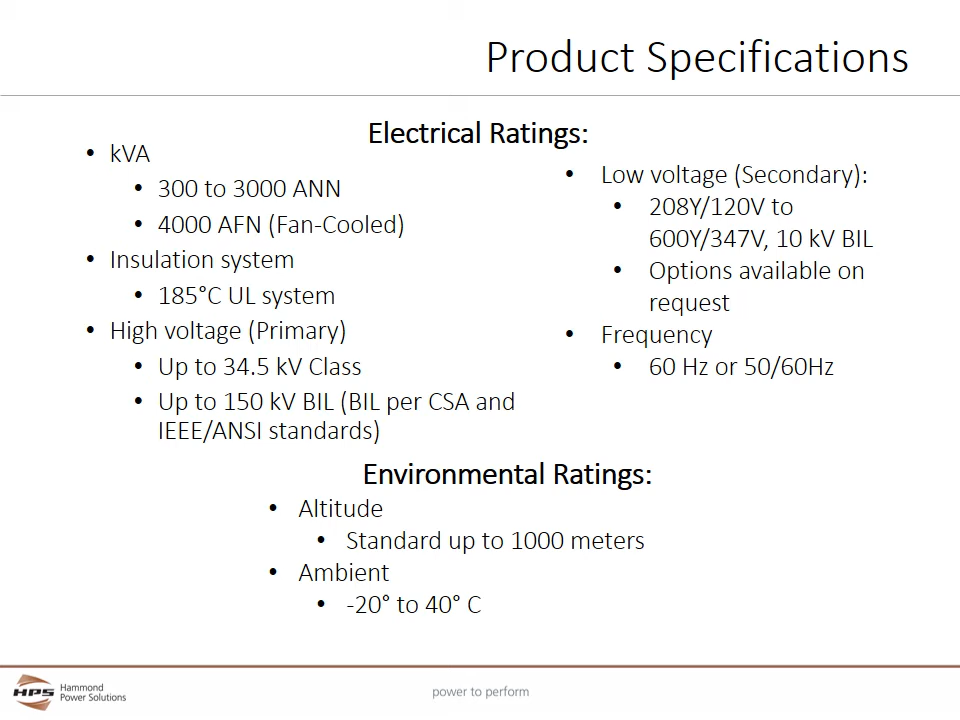 Product Specifications
Electrical Ratings:
• kVA
• 300 to 3000 ANN
• 4000 AFN (Fan-Cooled)
• Insulation system
• 185°C UL system
• High voltage (Primary)
• Up to 34.5 kV Class
• Up to 150 kV BIL (BIL per CSA and
IEEE/ANSI standards)
• Low voltage (Secondary):
• 208Y/120V to
600Y/347V, 10 kV BIL
• Options available on
request
• Frequency
• 60 Hz or 50/60Hz
Environmental Ratings:
• Altitude
• Standard up to 1000 meters
• Ambient
• -20° to 40° C
HPS
Hammond
Power Solutions
power to perform